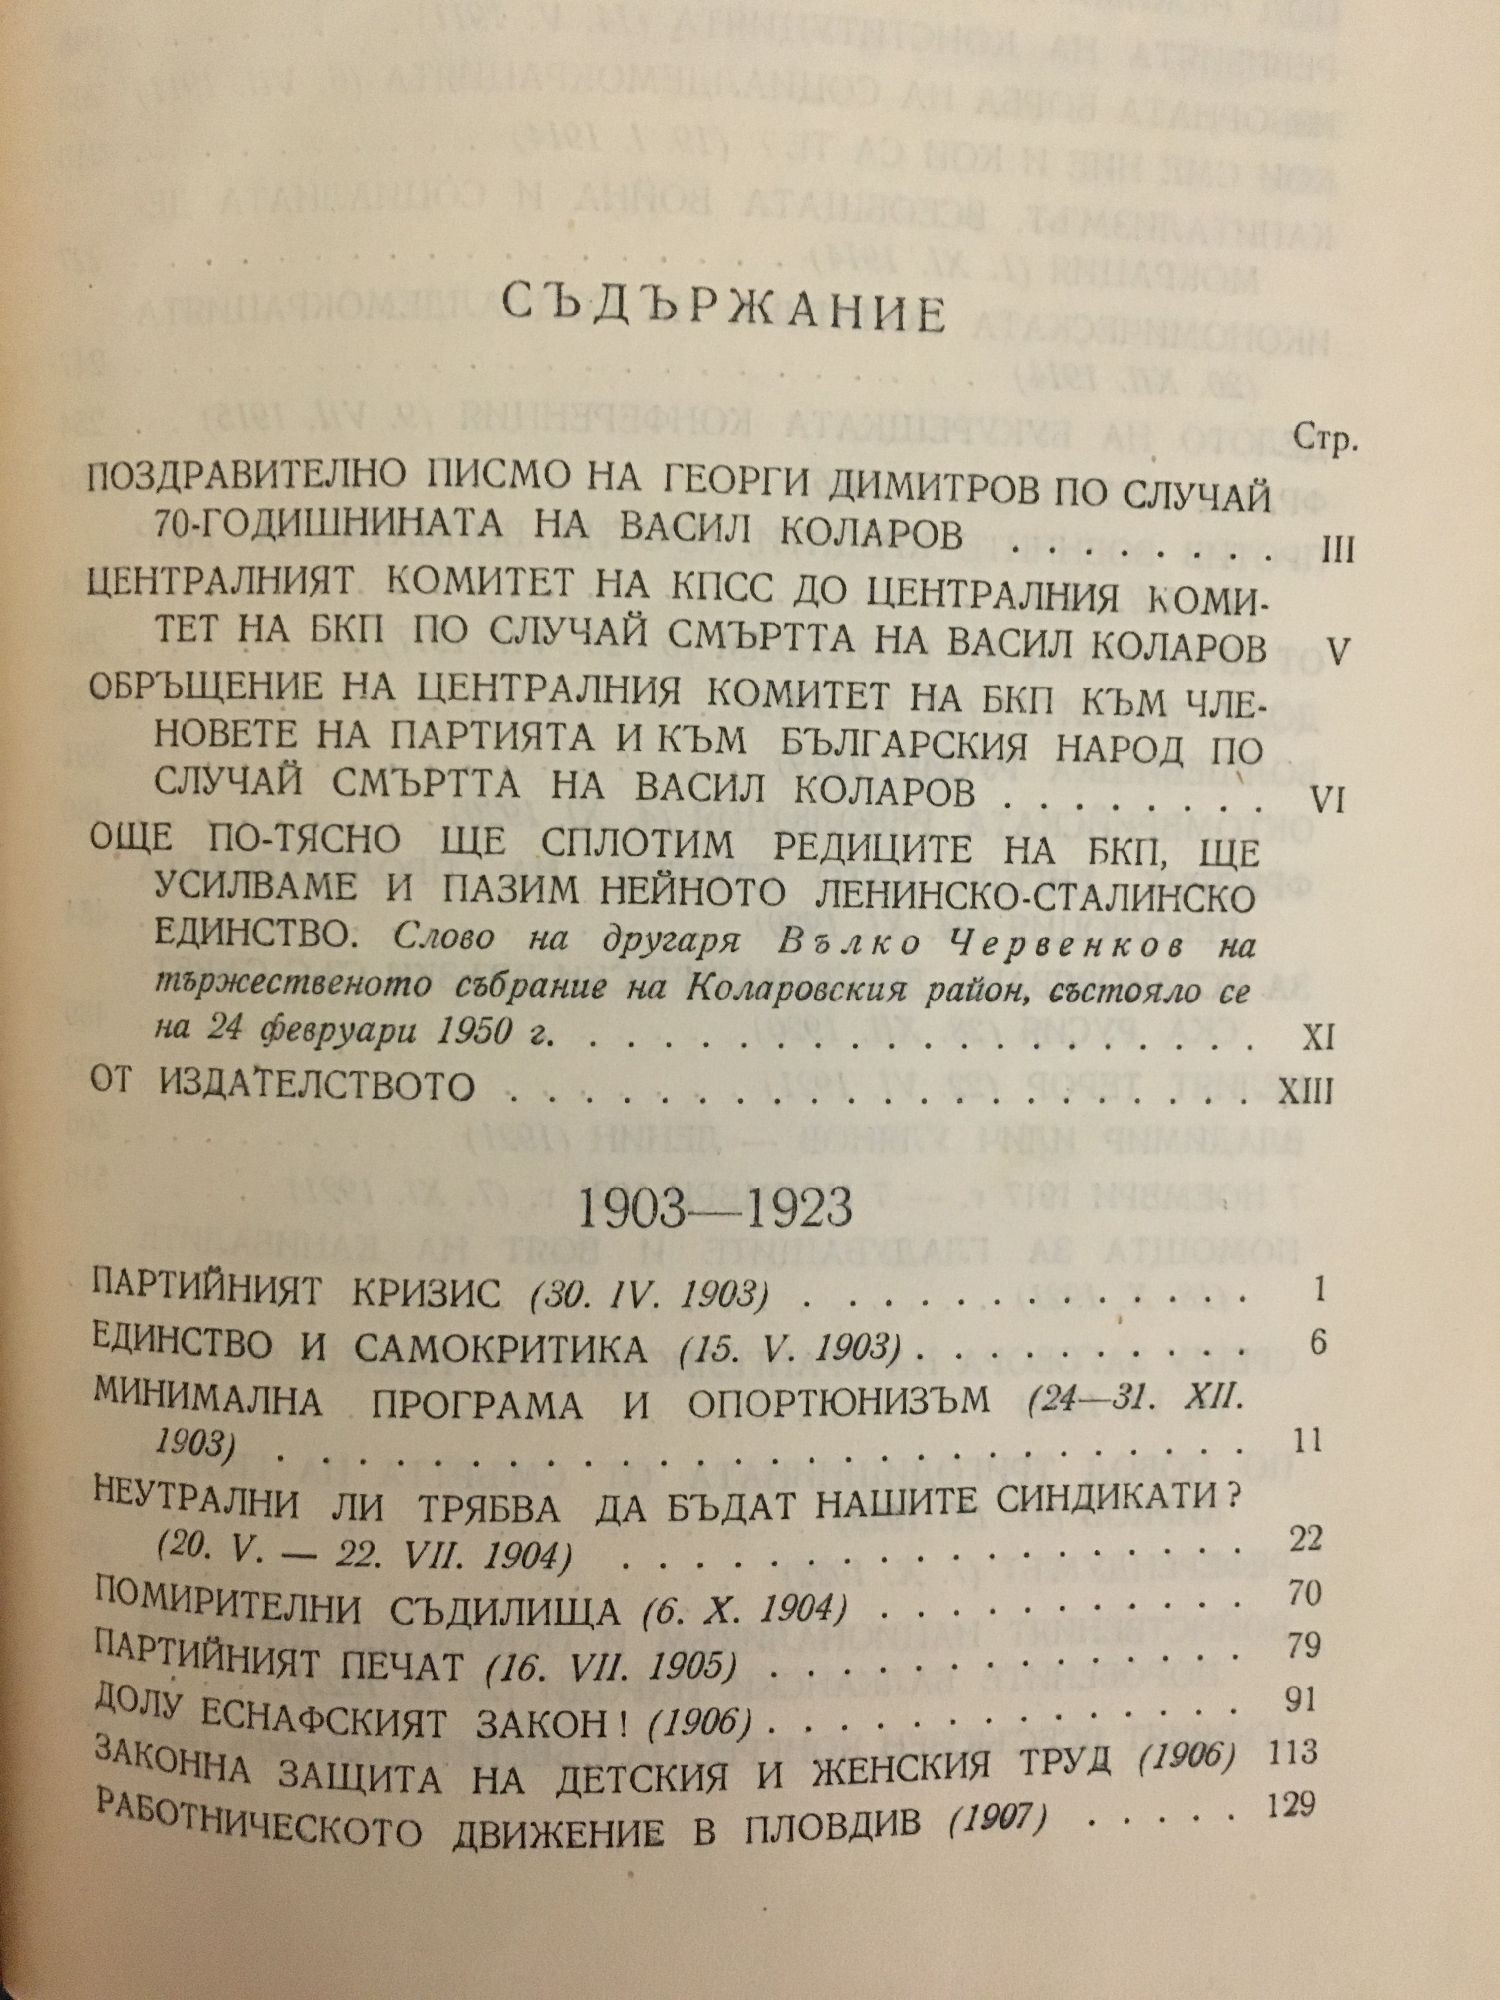 СЪДЪРЖАНИЕ
Стр.
ПОЗДРАВИТЕЛНО ПИСМО НА ГЕОРГИ ДИМИТРОВ ПО СЛУЧАЙ
70-ГОДИШНИНАТА НА ВАСИЛ КОЛАРОВ . . . . . . . . III
ЦЕНТРАЛНИЯТ КОМИТЕТ НА КПСС ДО ЦЕНТРАЛНИЯ КОМИ-
ТЕТ НА БКП ПО СЛУЧАЙ СМЪРТТА НА ВАСИЛ КОЛАРОВ V
ОБРЪЩЕНИЕ НА ЦЕНТРАЛНИЯ КОМИТЕТ НА БКП КЪМ ЧЛЕ-
НОВЕТЕ НА ПАРТИЯТА И КЪМ БЪЛГАРСКИЯ НАРОД ПО
СЛУЧАЙ СМЪРТТА НА ВАСИЛ КОЛАРОВ . . . . . . . . VI
ОЩЕ ПО-ТЯСНО ЩЕ СПЛОТИМ РЕДИЦИТЕ НА БКП, ЩЕ
УСИЛВАМЕ И ПАЗИМ НЕЙНОТО ЛЕНИНСКО-СТАЛИНСКО
ЕДИНСТВО. Слово на другаря Вълко Червенков на
тържественото събрание на Коларовския район, състояло се
на 24 февруари 1950 г. . . . . . . . . . . . . . . . . . . XI
ОТ ИЗДАТЕЛСТВОТО . . . . . . . . . . . . . . . . . . . . XIII
1903—1923
ПАРТИЙНИЯТ КРИЗИС (30. IV. 1903) . . . . . . . . . . . . 1
ЕДИНСТВО И САМОКРИТИКА (15. V. 1903) . . . . . . . . . . 6
МИНИМАЛНА ПРОГРАМА И ОПОРТЮНИЗЪМ (24—31. XII.
1903) . . . . . . . . . . . . . . . . . . . . . . . . . . 11
НЕУТРАЛНИ ЛИ ТРЯБВА ДА БЪДАТ НАШИТЕ СИНДИКАТИ?
(20. V. — 22. VII. 1904) . . . . . . . . . . . . . . . . . 22
ПОМИРИТЕЛНИ СЪДИЛИЩА (6. X. 1904) . . . . . . . . . . 70
ПАРТИЙНИЯТ ПЕЧАТ (16. VII. 1905) . . . . . . . . . . . . . 79
ДОЛУ ЕСНАФСКИЯТ ЗАКОН! (1906) . . . . . . . . . . . . . 91
ЗАКОННА ЗАЩИТА НА ДЕТСКИЯ И ЖЕНСКИЯ ТРУД (1906) 113
РАБОТНИЧЕСКОТО ДВИЖЕНИЕ В ПЛОВДИВ (1907) . . . . . 129